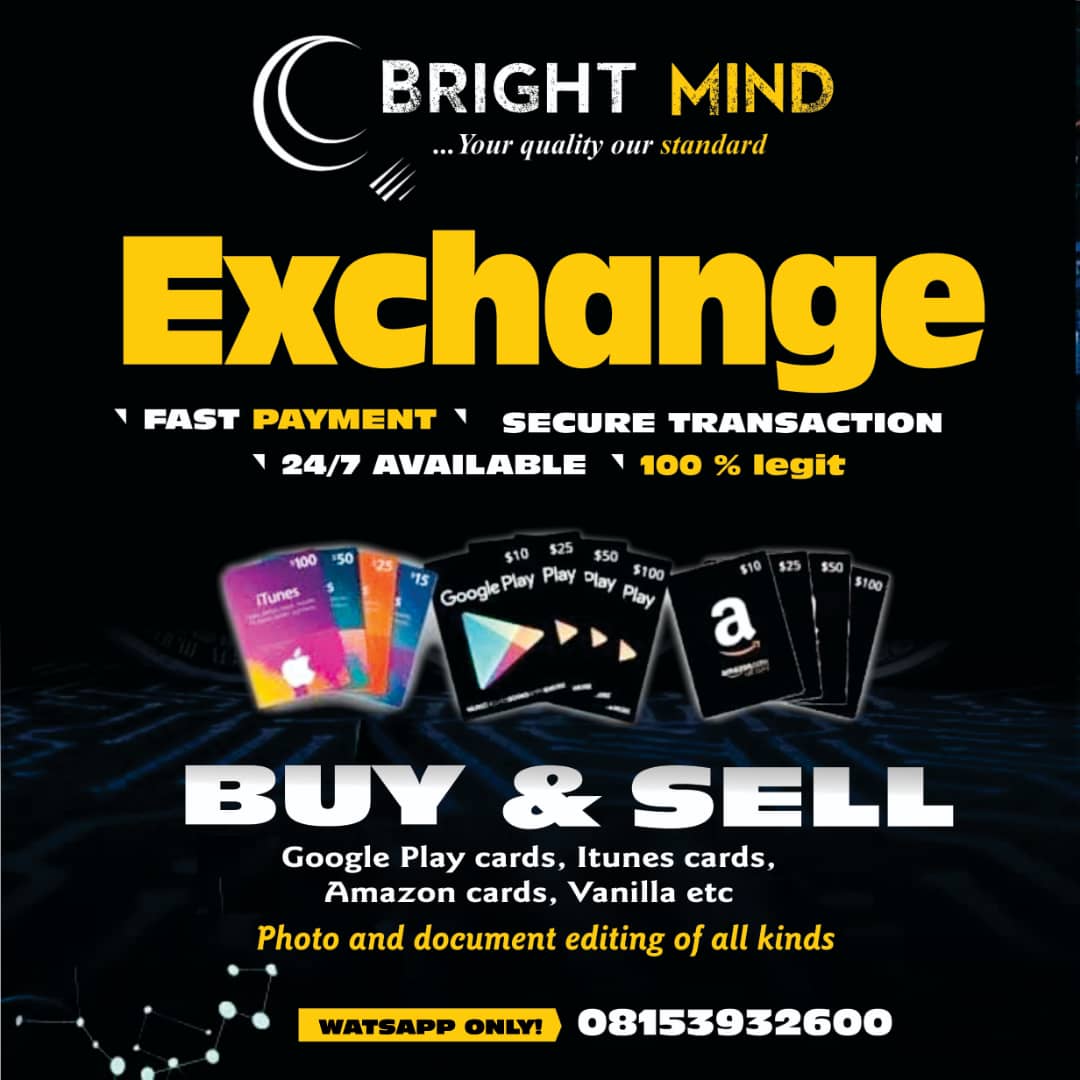 BRIGHT MIND
...Your quality our standard
Exchange
FAST PAYMENT SECURE TRANSACTION
24/7 AVAILABLE 100 % legit
$100 $50 $25 $15
iTunes
$10 $25 $50 $100
Google Play Play Play Play
$10 $25 $50 $100
a
amazon.com
BUY & SELL
Google Play cards, Itunes cards,
Amazon cards, Vanilla etc
Photo and document editing of all kinds
WATSAPP ONLY! 08153932600